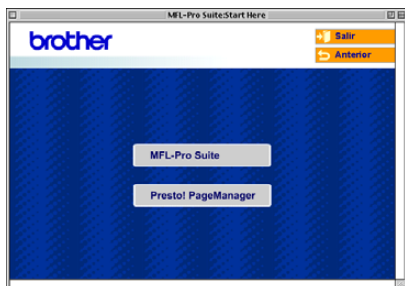 MFL-Pro Suite:Start Here
brother
Salir
Anterior
MFL-Pro Suite
Presto! PageManager